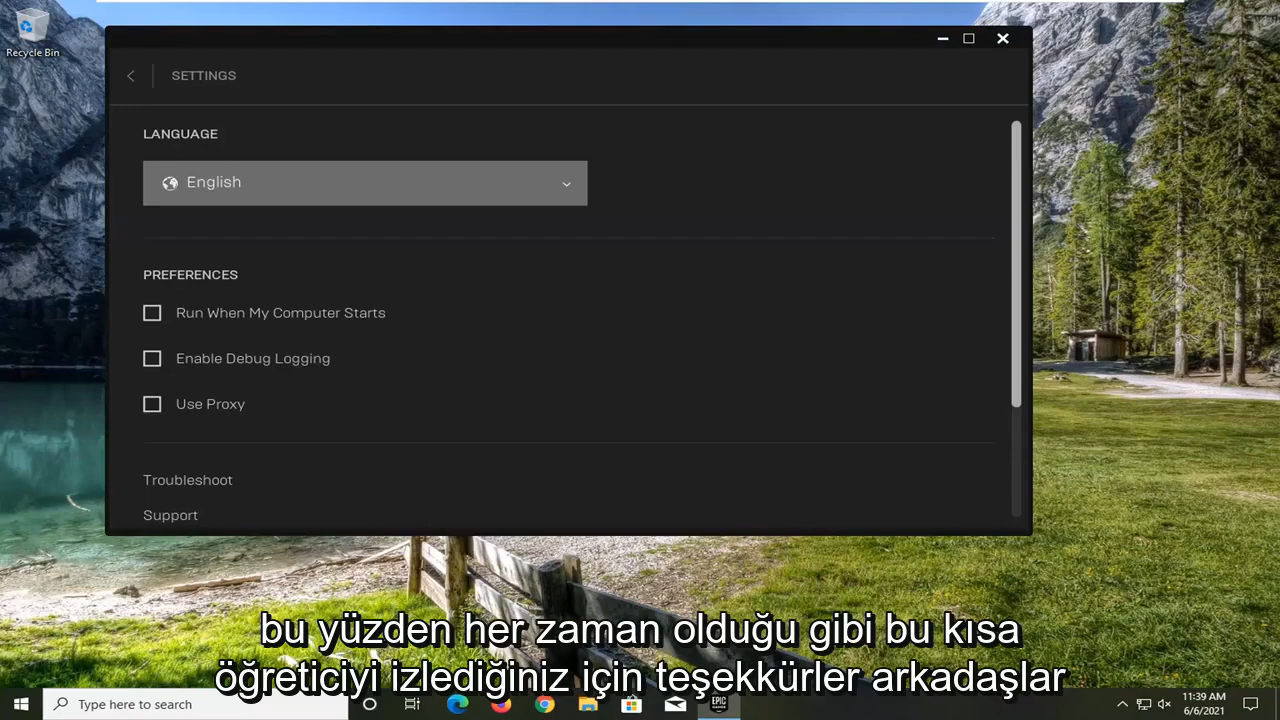 Recycle Bin
SETTINGS
LANGUAGE
English
PREFERENCES
Run When My Computer Starts
Enable Debug Logging
Use Proxy
Troubleshoot
Support
bu yüzden her zaman olduğu gibi bu kısa
öğreticiyi izlediğiniz için teşekkürler arkadaşlar
Type here to search
EPIC
GAMES
11:39 AM
6/6/2021